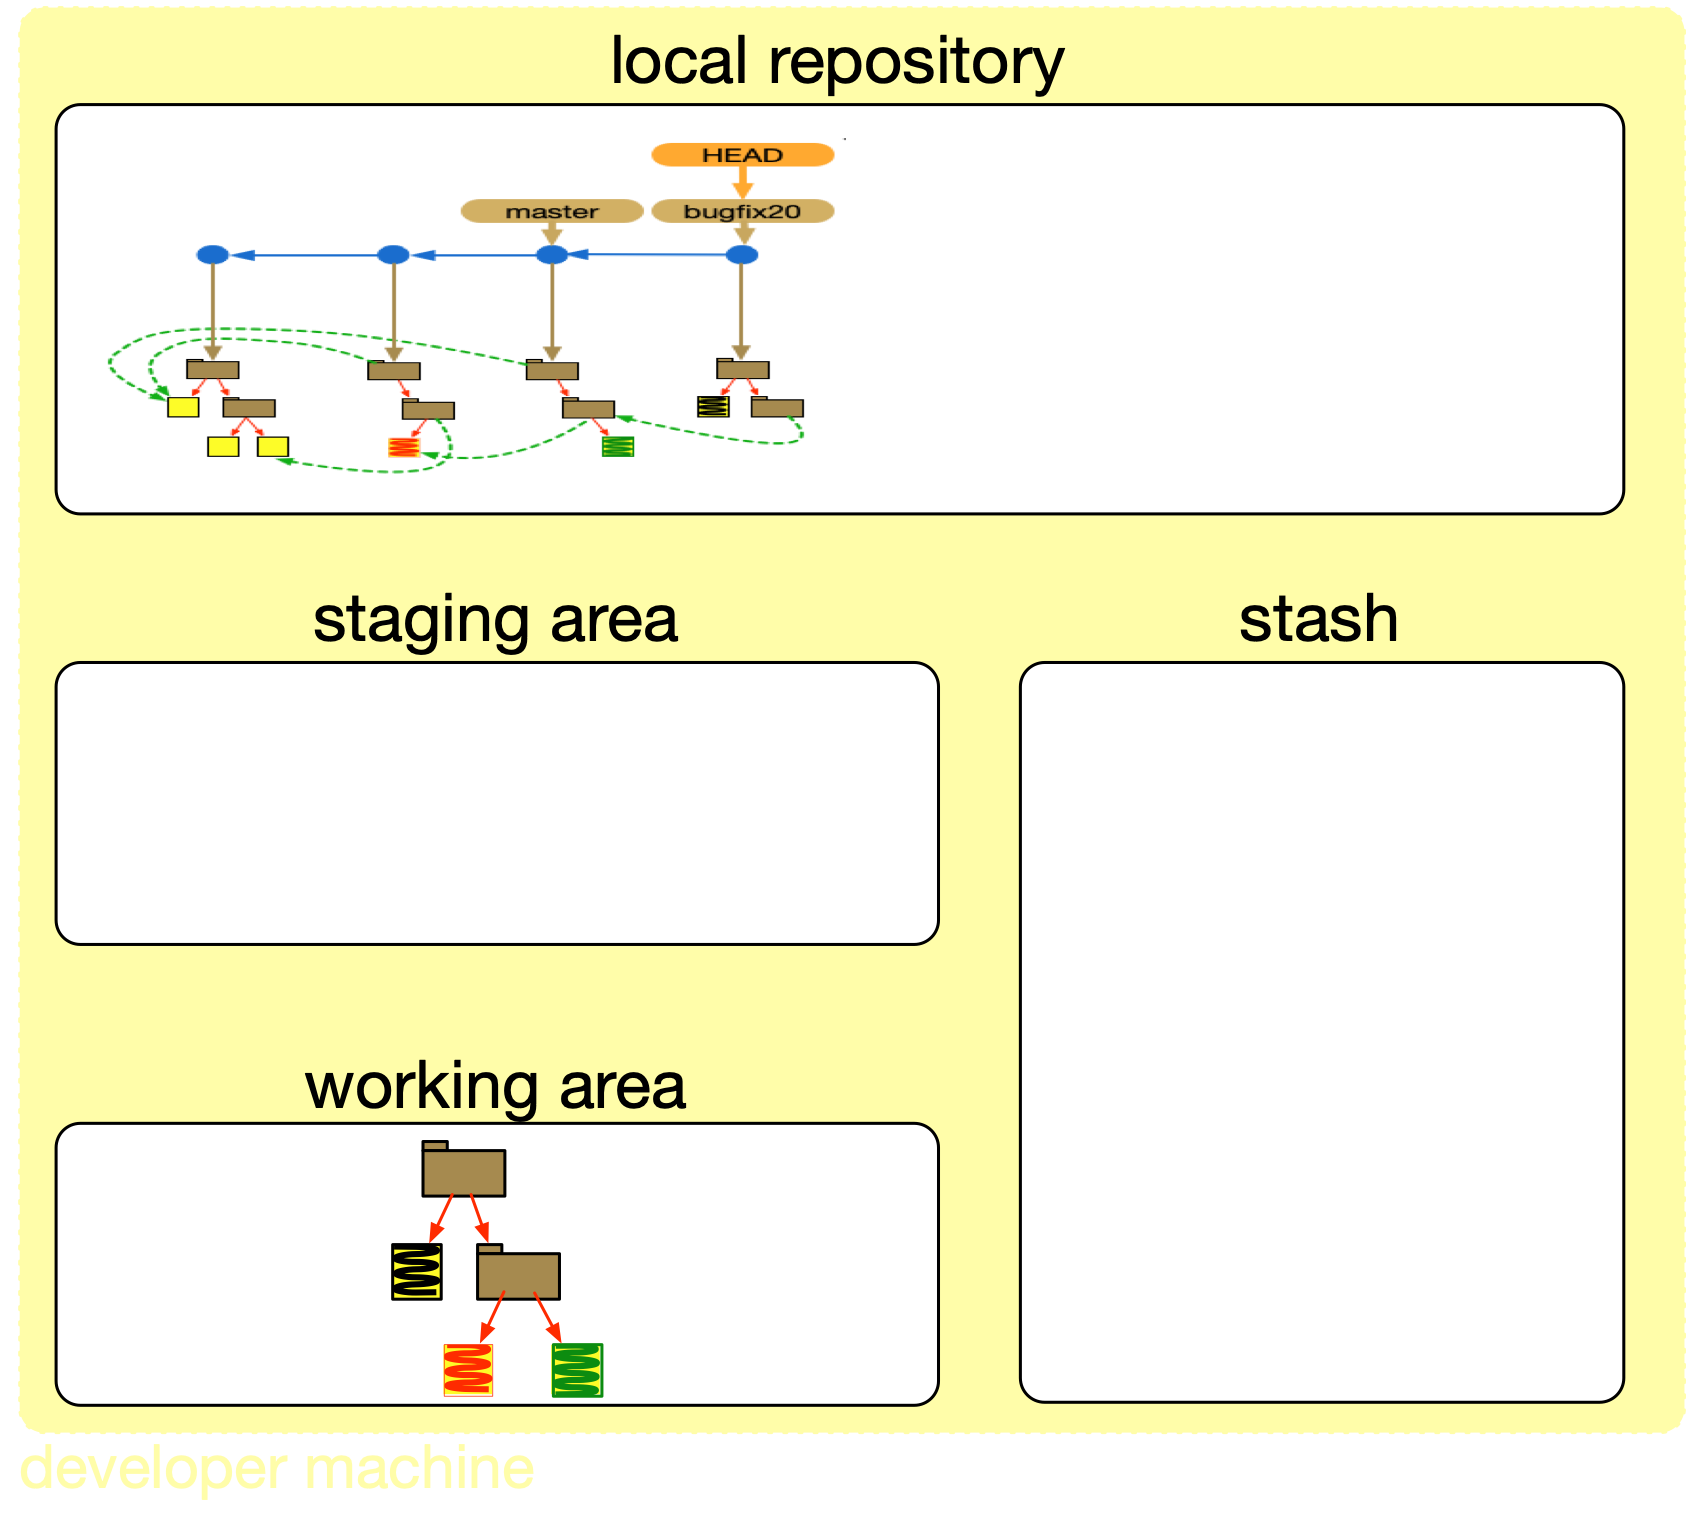 local repository
HEAD
master
bugfix20
staging area
stash
working area
developer machine